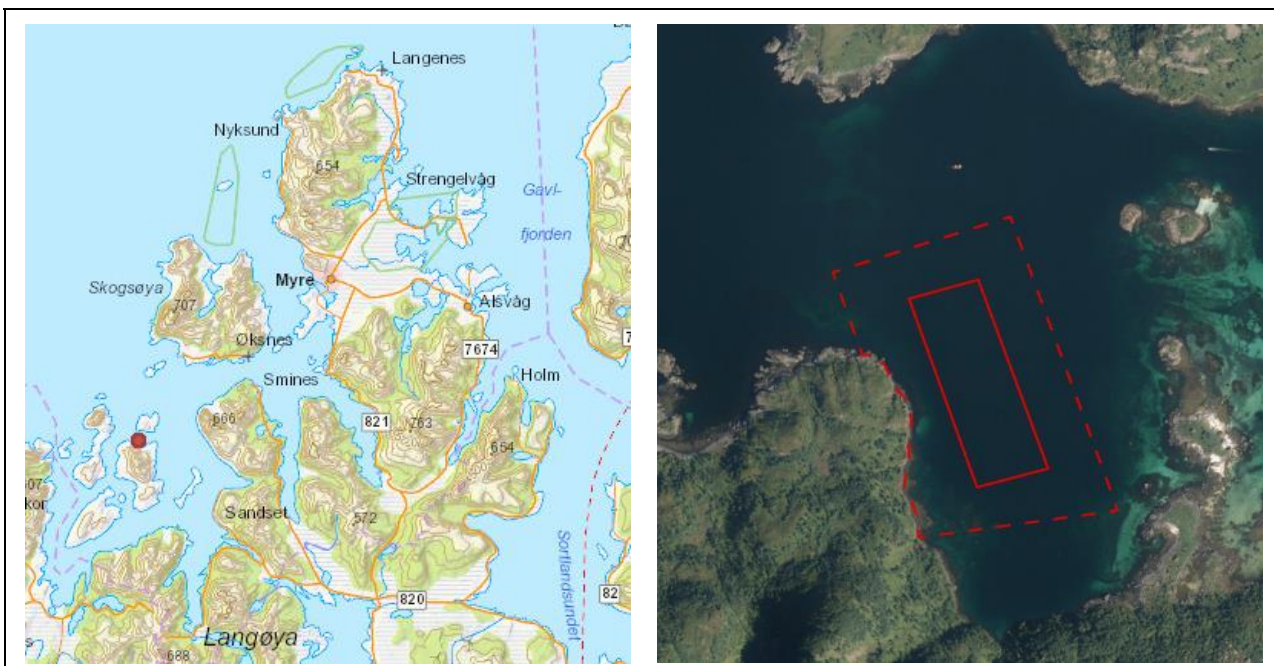 Langenes
Nyksund
654
Strengelvåg
Gavl-
fjorden
Myre
Skogsøya
707
Alsvåg
Øksnes
7674
Smines
Holm
666
821
763
654
Sandset
572
Sortlandsundet
820
82
Langøya
688